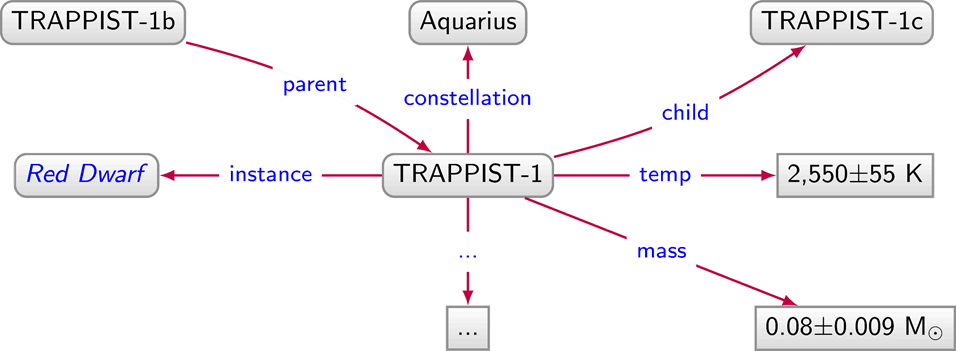 TRAPPIST-1b
Aquarius
TRAPPIST-1c
parent
constellation
child
Red Dwarf
instance
TRAPPIST-1
temp
2,550±55 K
...
mass
...
0.08±0.009 M☉